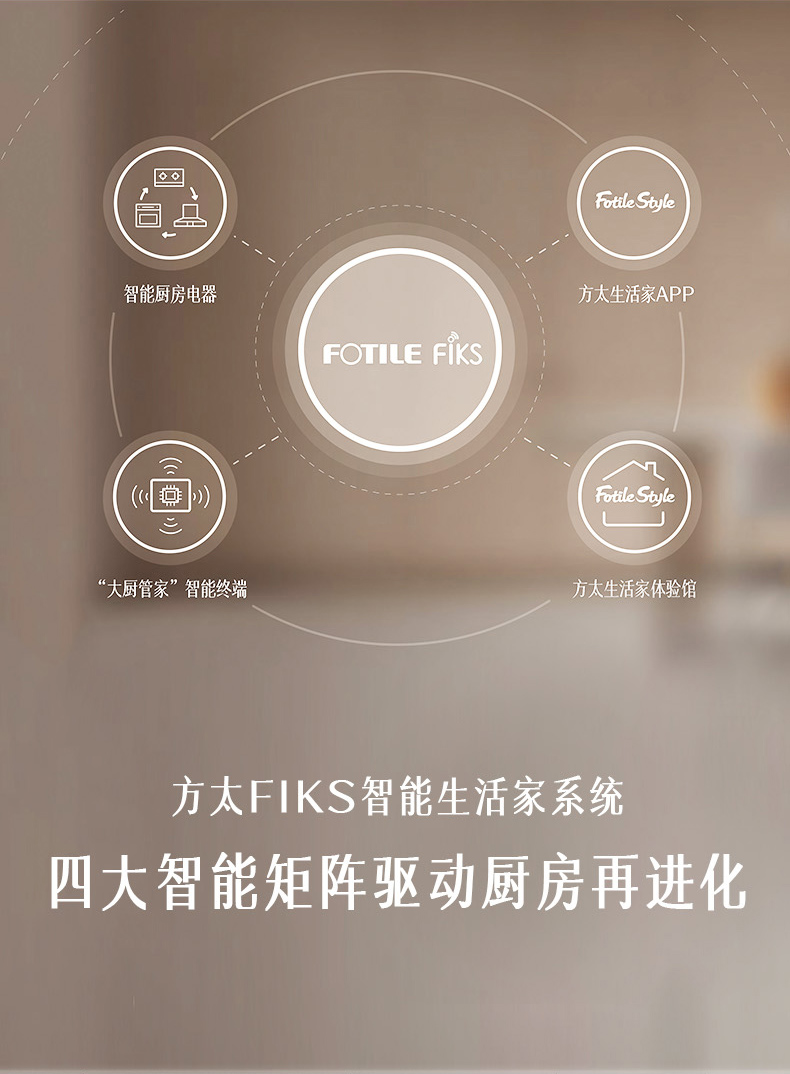 Fotile Style
智能厨房电器
方太生活家APP
FOTILE FIKS
Fotile Style
“大厨管家”智能终端
方太生活家体验馆
方太FIKS智能生活家系统
四大智能矩阵驱动厨房再进化